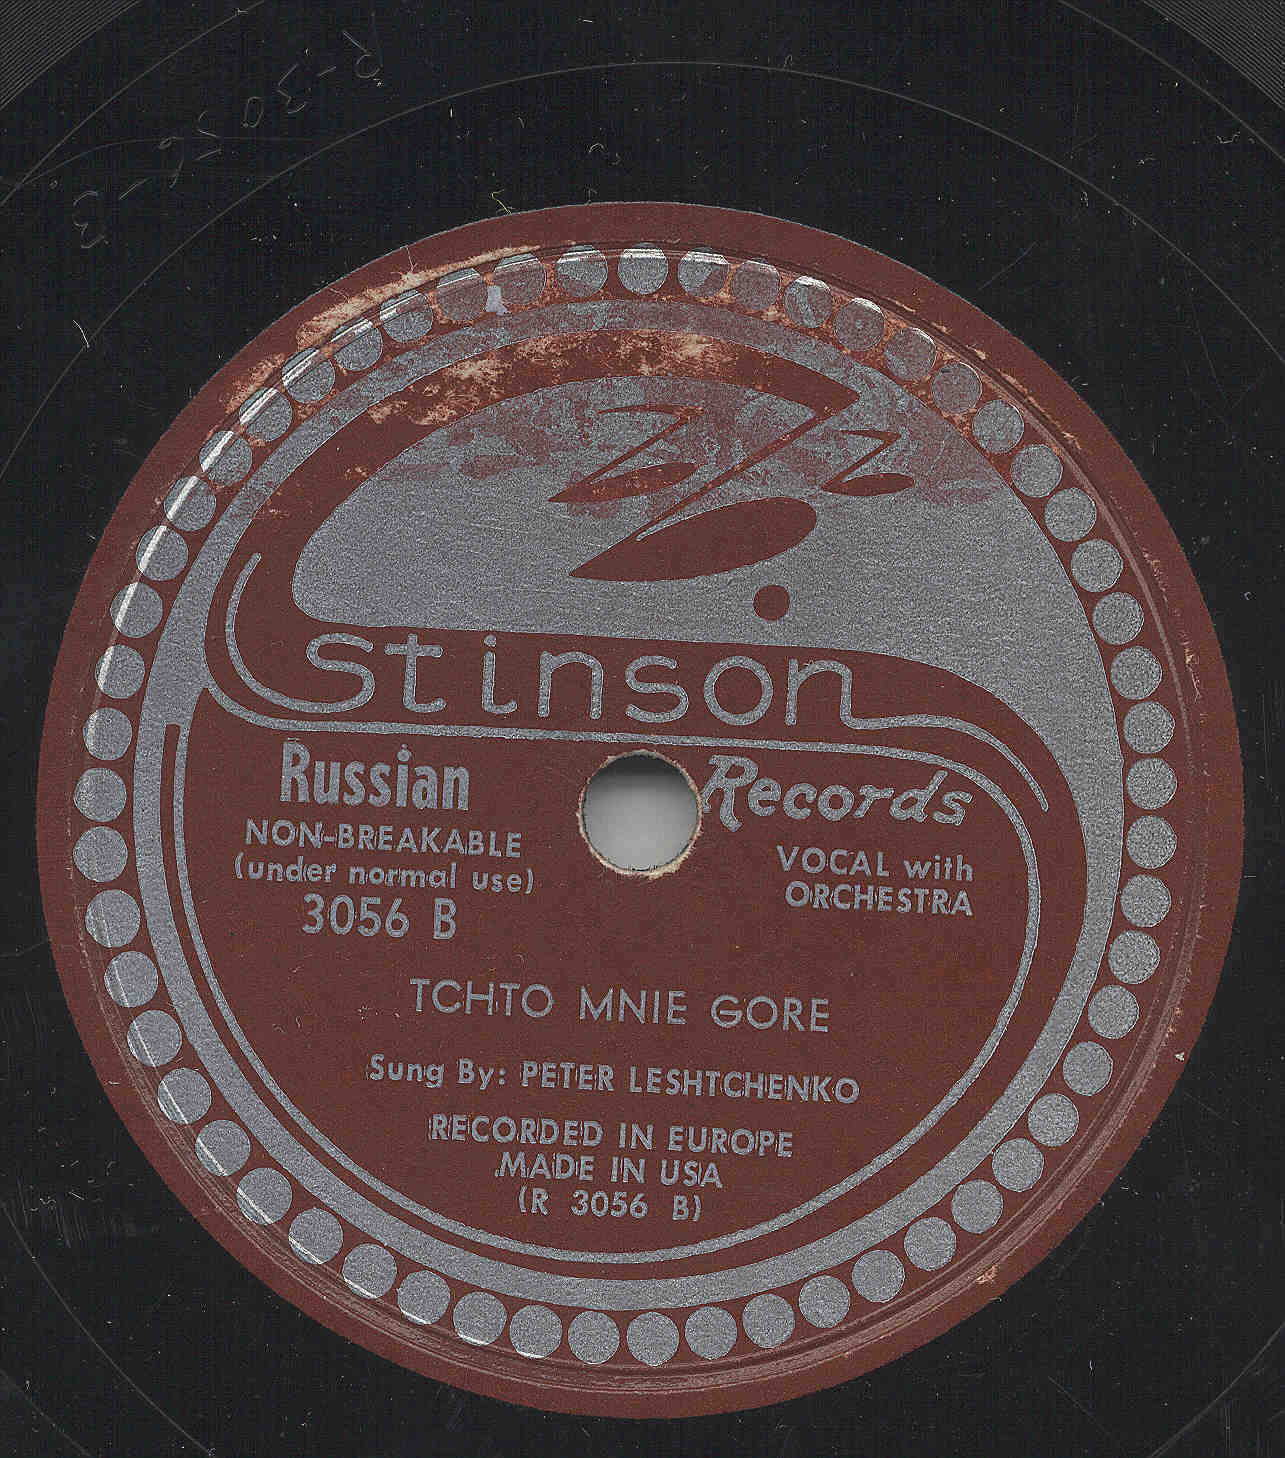 R-3056-B
Stinson
Records
Russian
NON-BREAKABLE
(under normal use)
3056 B
VOCAL with
ORCHESTRA
TCHTO MNIE GORE
Sung By: PETER LESHTCHENKO
RECORDED IN EUROPE
MADE IN USA
(R 3056 B)